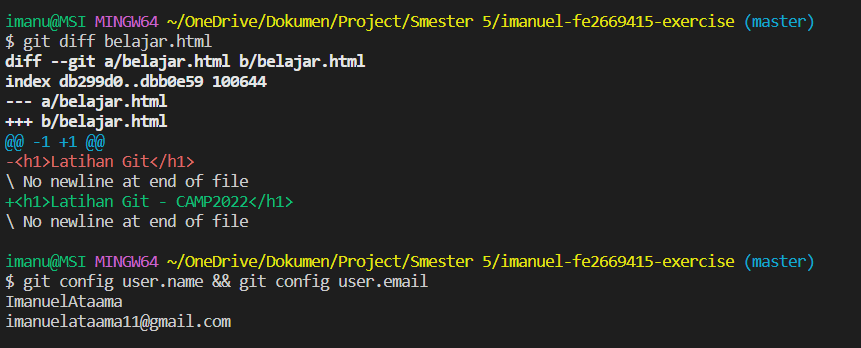 imanu@MSI MINGW64 ~/OneDrive/Dokumen/Project/Smester 5/imanuel-fe2669415-exercise (master)
$ git diff belajar.html
diff --git a/belajar.html b/belajar.html
index db299d0..dbb0e59 100644
--- a/belajar.html
+++ b/belajar.html
@@ -1 +1 @@
-<h1>Latihan Git</h1>
\ No newline at end of file
+<h1>Latihan Git - CAMP2022</h1>
\ No newline at end of file
imanu@MSI MINGW64 ~/OneDrive/Dokumen/Project/Smester 5/imanuel-fe2669415-exercise (master)
$ git config user.name && git config user.email
ImanuelAtaama
imanuelataama11@gmail.com